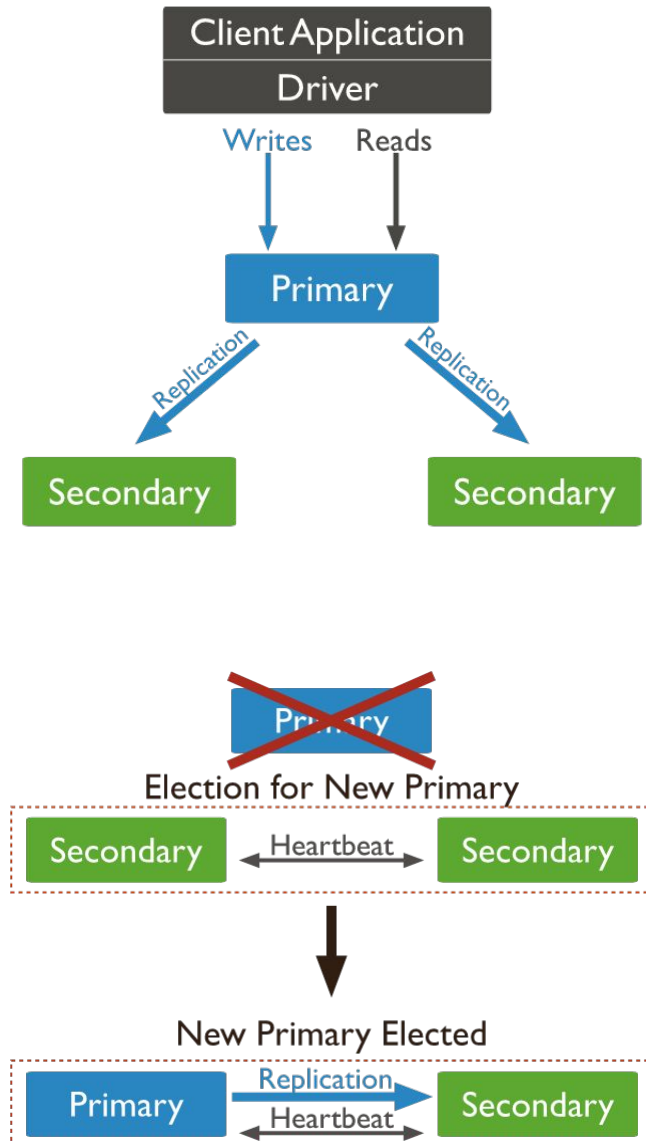 Client Application
Driver
Writes Reads
Primary
Replication Replication
Secondary Secondary
Primary
Election for New Primary
Secondary Heartbeat Secondary
New Primary Elected
Primary Replication Secondary
Heartbeat